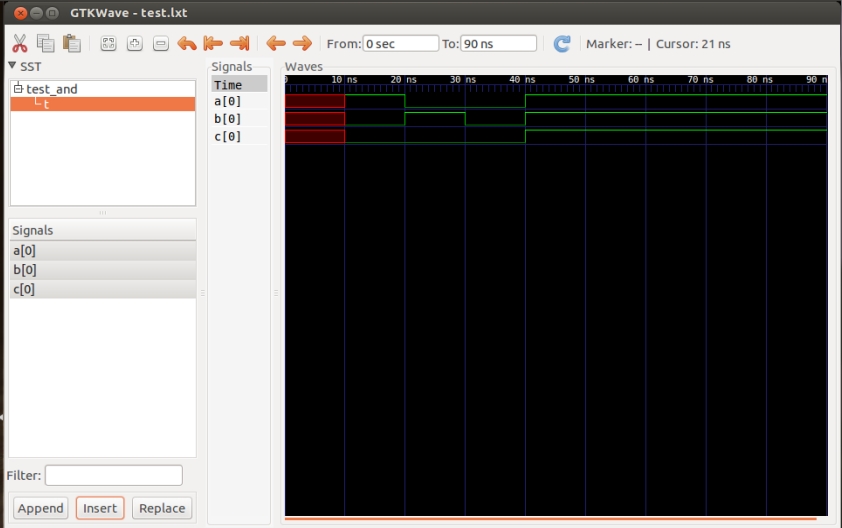 GTKWave - test.lxt
From: 0 sec To: 90 ns Marker: -- | Cursor: 21 ns
SST
test_and
t
Signals
a[0]
b[0]
c[0]
Filter:
Append Insert Replace
Signals
Time
a[0]
b[0]
c[0]
Waves
0 10 ns 20 ns 30 ns 40 ns 50 ns 60 ns 70 ns 80 ns 90 n